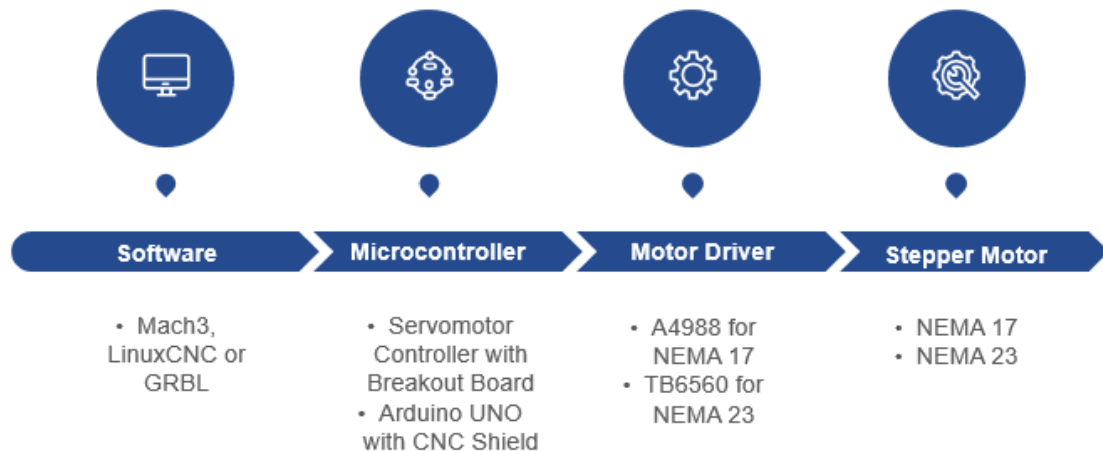 Software
Microcontroller
Motor Driver
Stepper Motor
• Mach3,
LinuxCNC or
GRBL
• Servomotor
Controller with
Breakout Board
• Arduino UNO
with CNC Shield
• A4988 for
NEMA 17
• TB6560 for
NEMA 23
• NEMA 17
• NEMA 23